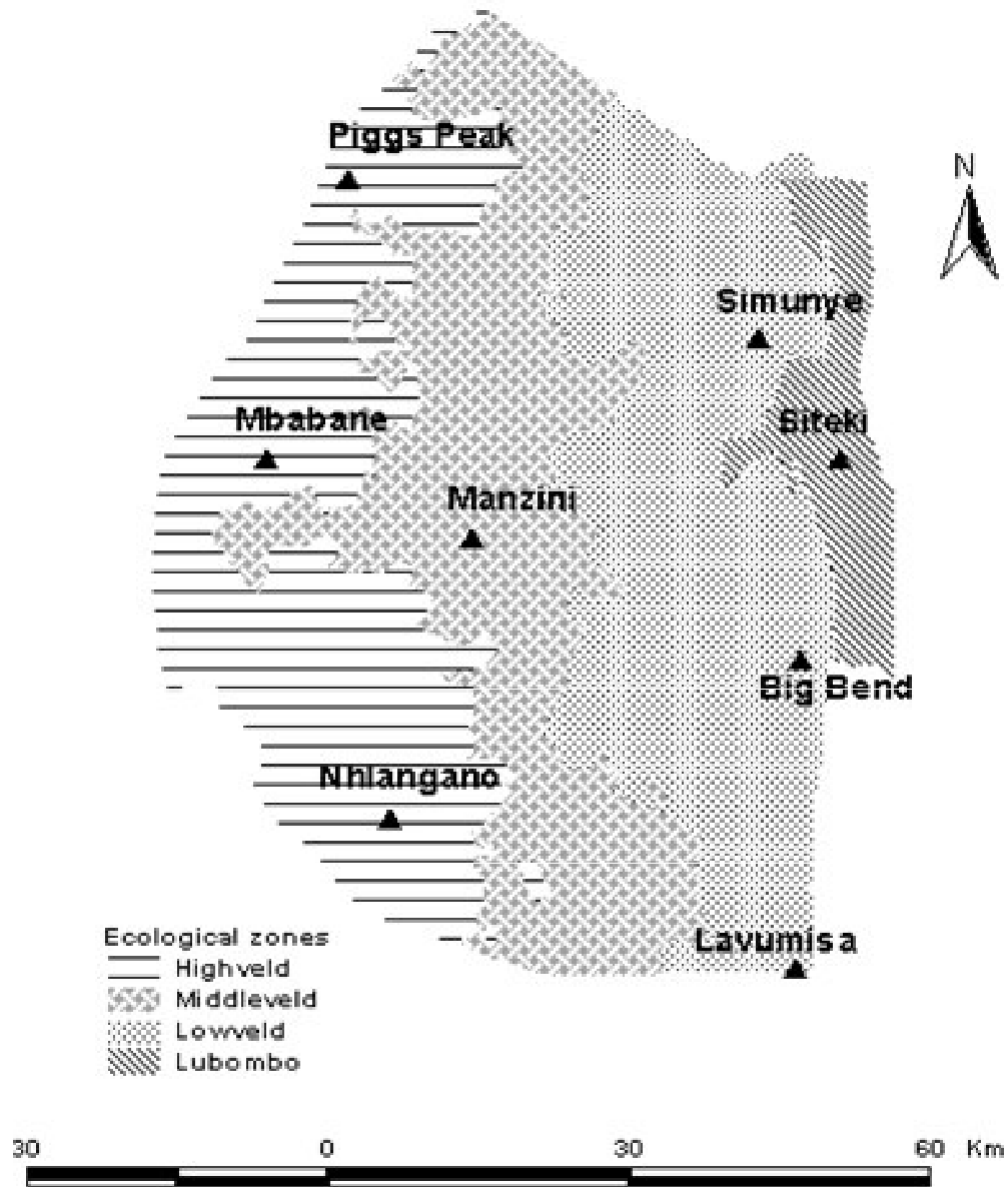 Piggs Peak
N
Simunye
Mbabane
Siteki
Manzini
Big Bend
Nhlangano
Lavumisa
Ecological zones
Highveld
Middleveld
Lowveld
Lubombo
30 0 30 60 Km